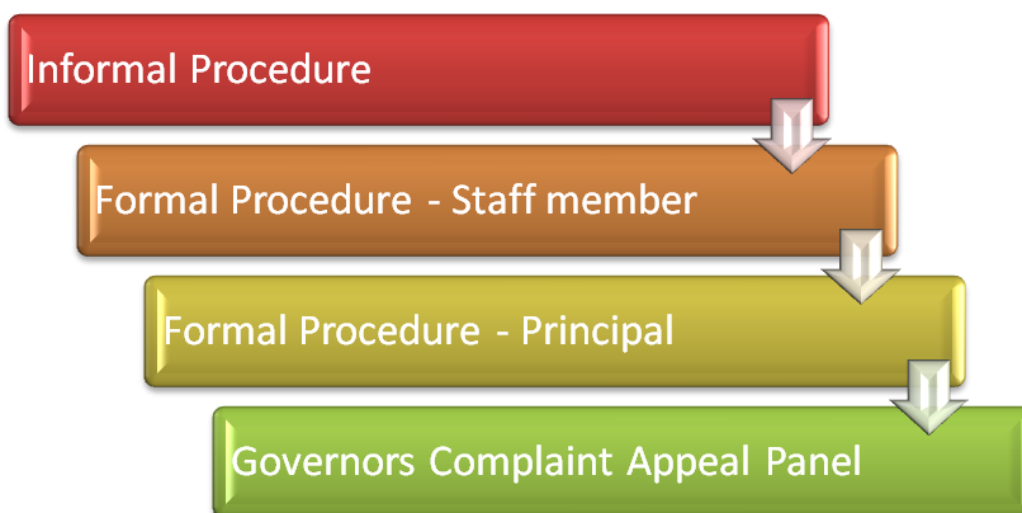 Informal Procedure
Formal Procedure - Staff member
Formal Procedure - Principal
Governors Complaint Appeal Panel